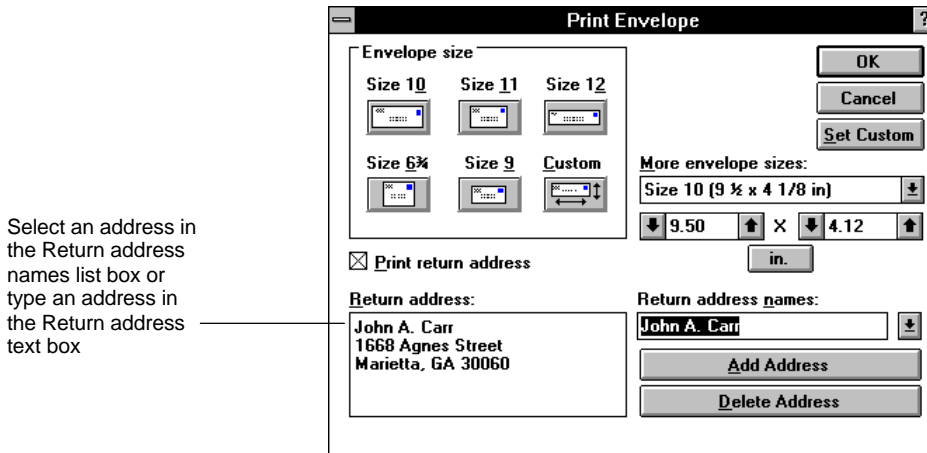 Print Envelope ?
Envelope size
Size 10 Size 11 Size 12
Size 6¾ Size 9 Custom
OK
Cancel
Set Custom
More envelope sizes:
Size 10 (9 ½ x 4 1/8 in)
9.50 X 4.12
in.
Print return address
Return address:
John A. Carr
1668 Agnes Street
Marietta, GA 30060
Return address names:
John A. Carr
Add Address
Delete Address
Select an address in
the Return address
names list box or
type an address in
the Return address
text box